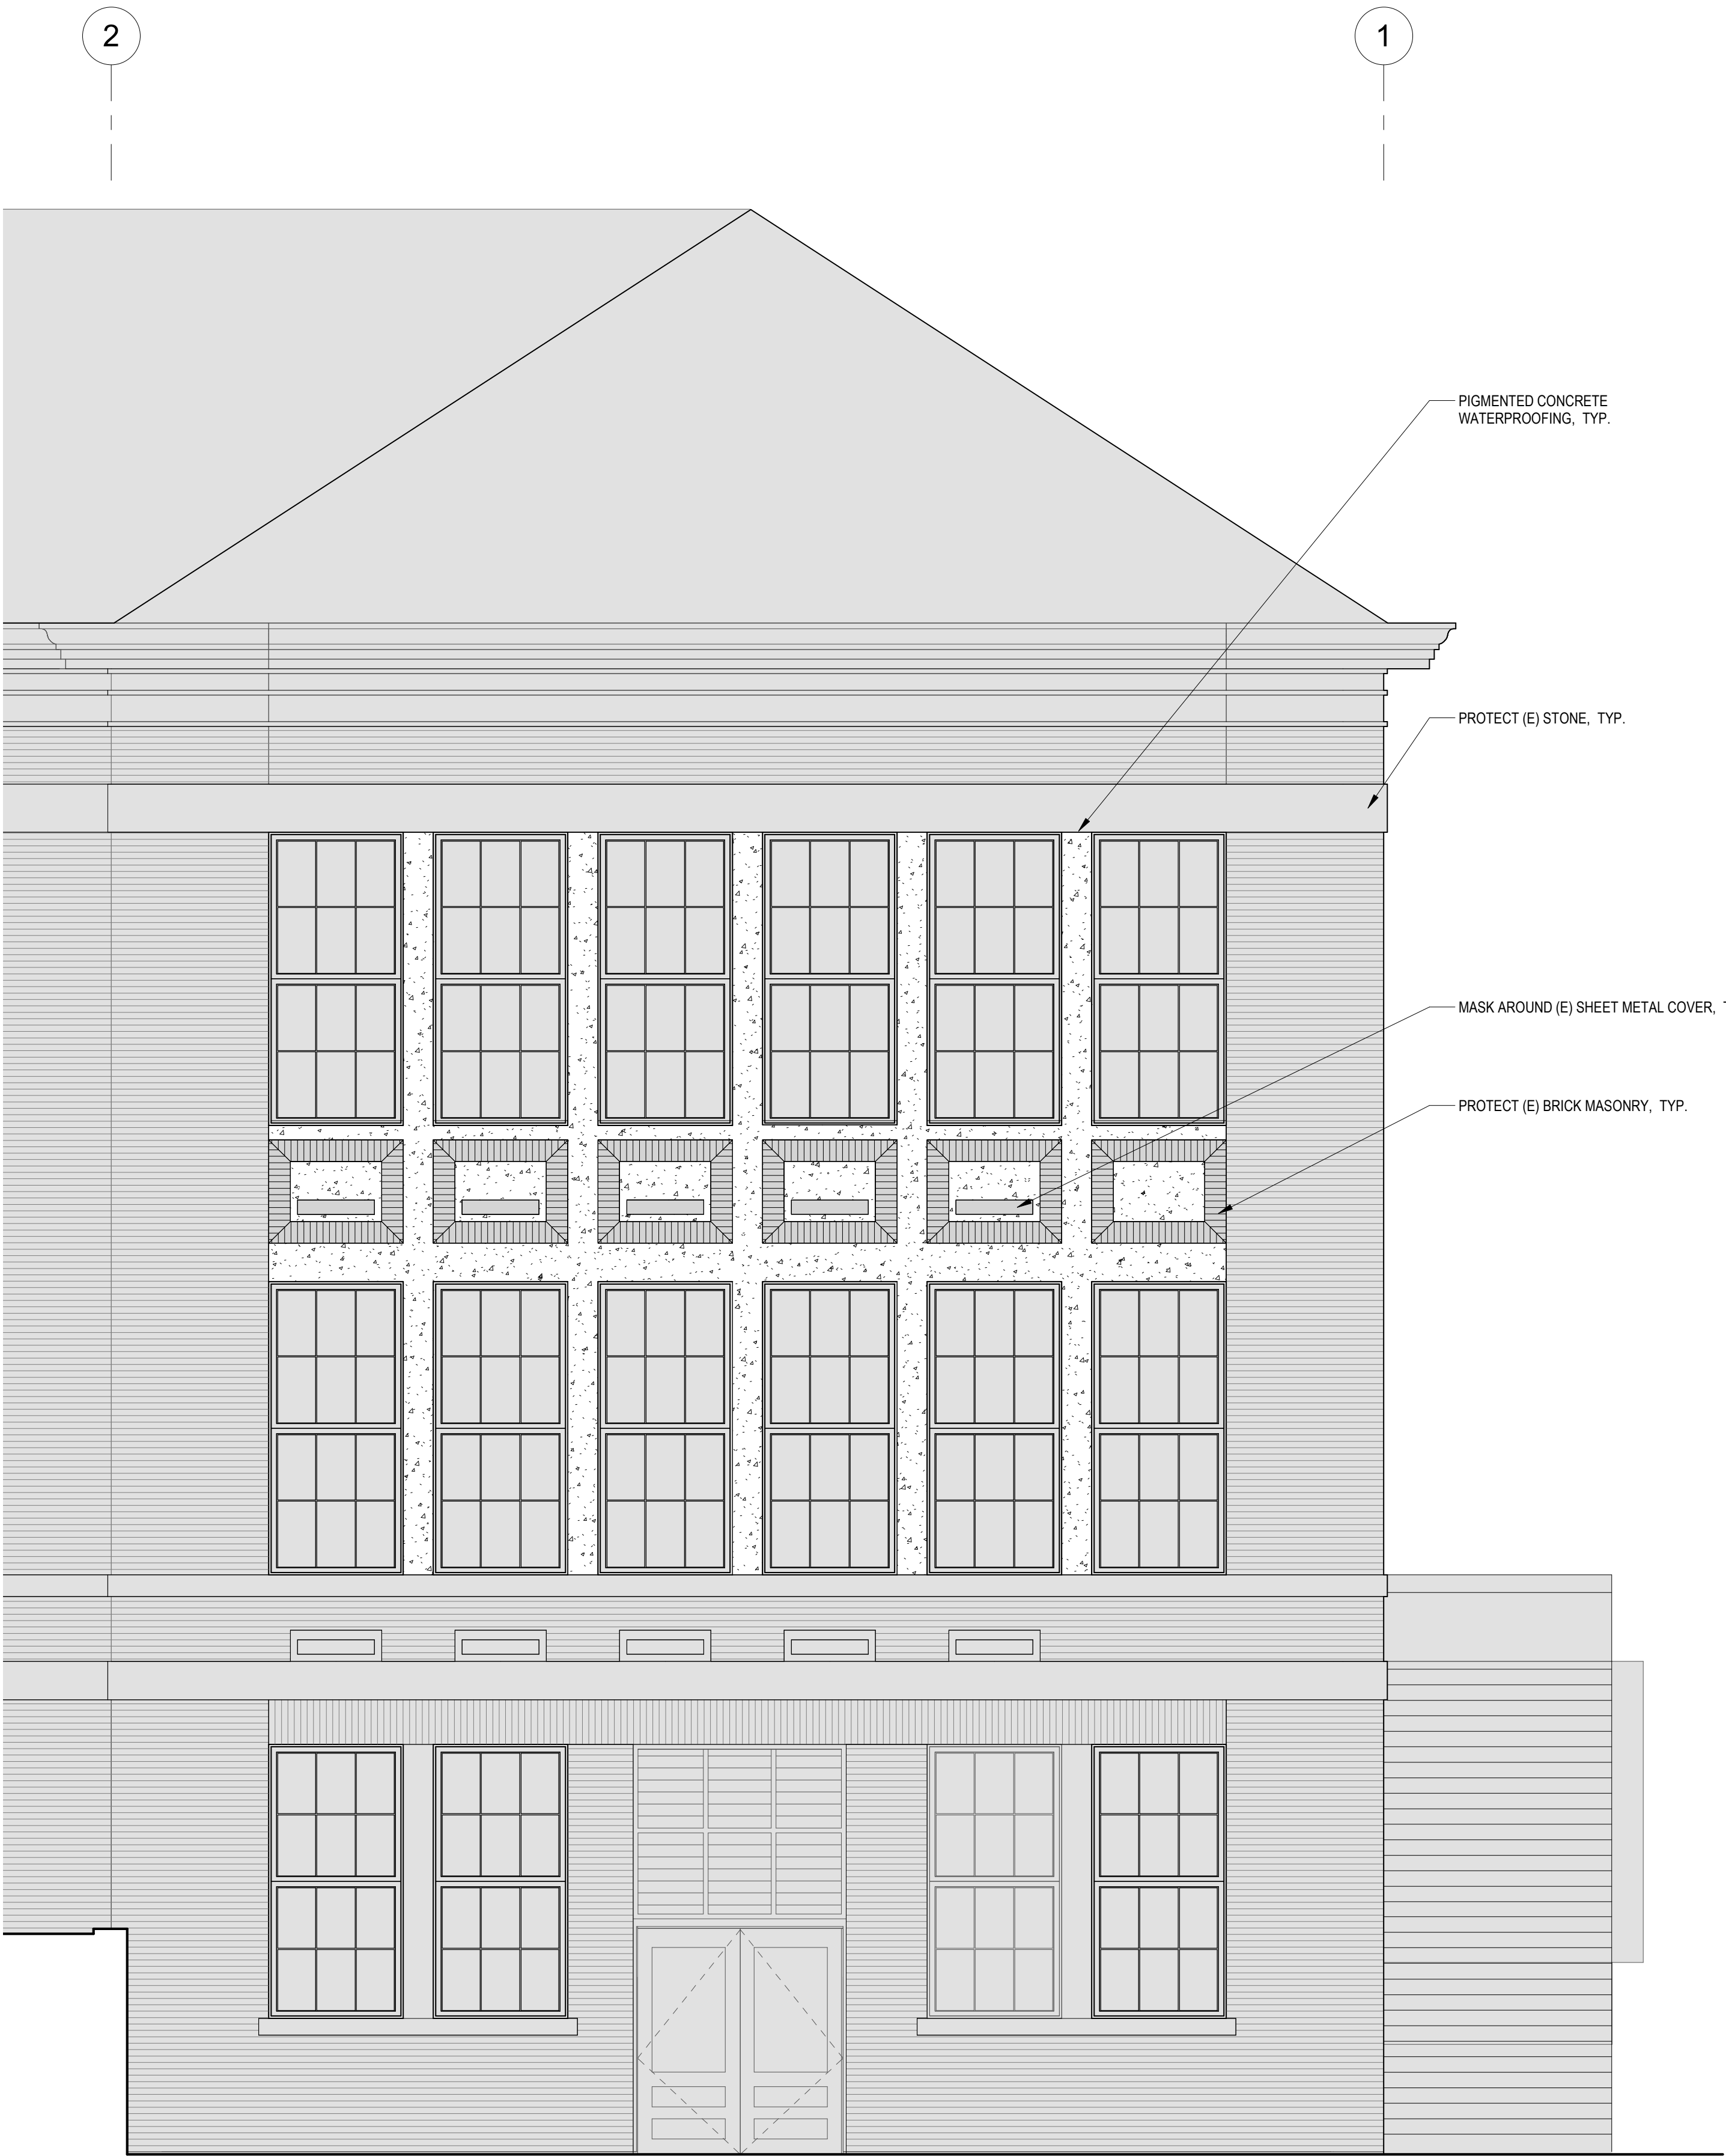 2
1
PIGMENTED CONCRETE
WATERPROOFING, TYP.
PROTECT (E) STONE, TYP.
MASK AROUND (E) SHEET METAL COVER,
PROTECT (E) BRICK MASONRY, TYP.